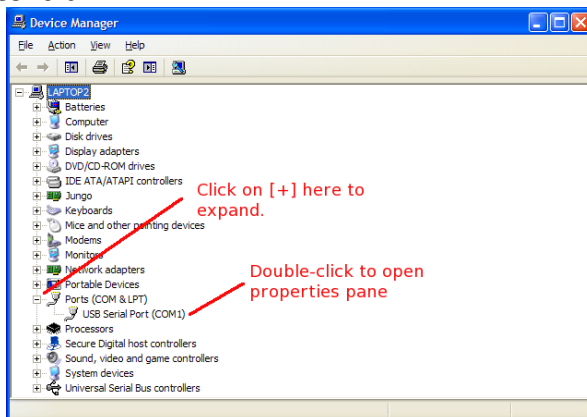 Device Manager
File Action View Help
LAPTOP2
Batteries
Computer
Disk drives
Display adapters
DVD/CD-ROM drives
IDE ATA/ATAPI controllers
Jungo
Click on [+] here to
expand.
Keyboards
Mice and other pointing devices
Modems
Monitors
Network adapters
Double-click to open
properties pane
Portable Devices
Ports (COM & LPT)
USB Serial Port (COM1)
Processors
Secure Digital host controllers
Sound, video and game controllers
System devices
Universal Serial Bus controllers